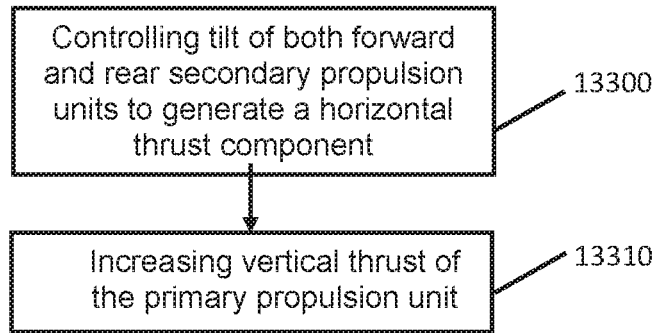 Controlling tilt of both forward
and rear secondary propulsion
units to generate a horizontal
thrust component
13300
Increasing vertical thrust of
the primary propulsion unit
13310